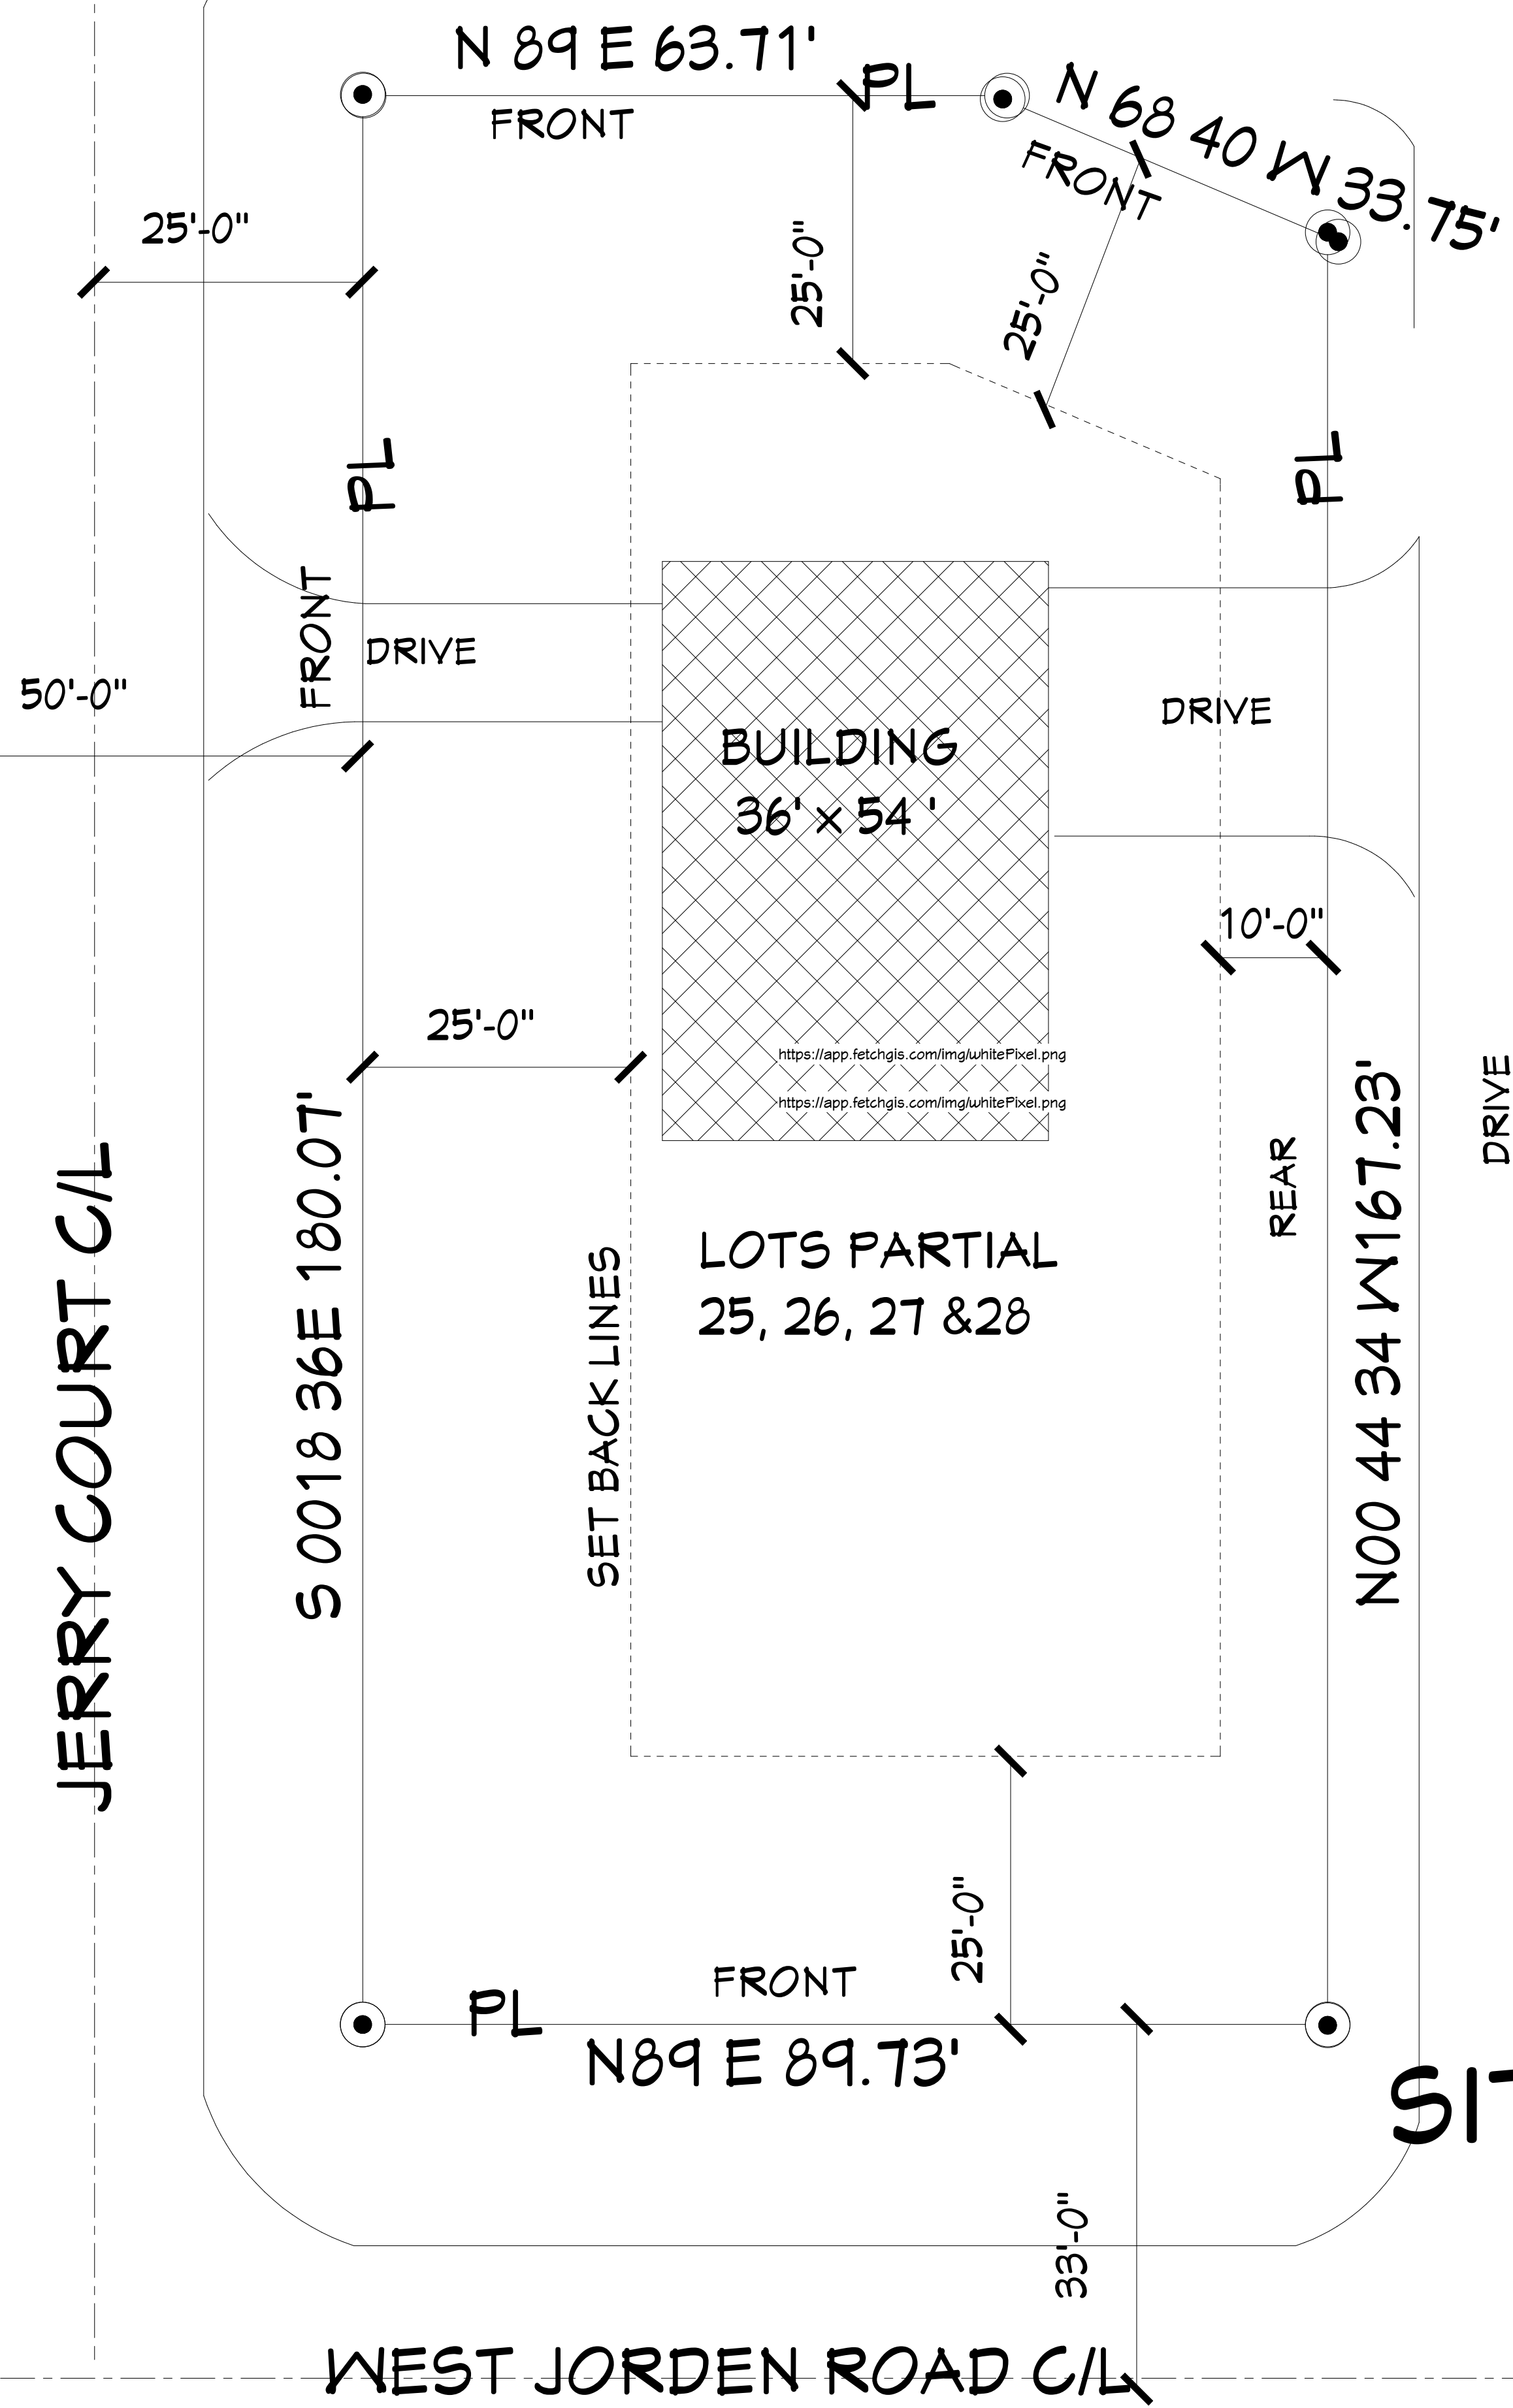 N 89 E 63.71'
PL
N 68 40 W 33.75'
FRONT
FRONT
25'-0"
25'-0"
25'-0"
PL
PL
FRONT
DRIVE
50'-0"
DRIVE
BUILDING
36' x 54 '
10'-0"
25'-0"
https://app.fetchgis.com/img/whitePixel.png
https://app.fetchgis.com/img/whitePixel.png
DRIVE
S 0018 36E 180.07'
REAR
N00 44 34 W167.23'
JERRY COURT C/L
LOTS PARTIAL
25, 26, 27 &28
SET BACK LINES
25'-0"
FRONT
PL
N89 E 89.73'
SIT
33'-0"
WEST JORDEN ROAD C/L